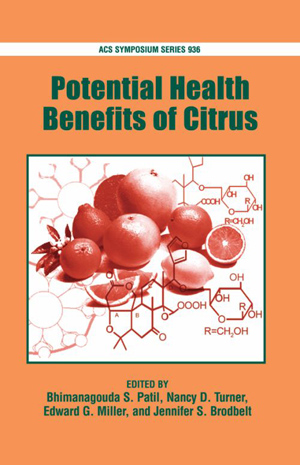 ACS SYMPOSIUM SERIES 936
Potential Health
Benefits of Citrus
OH
COOH
OH
R=CH₂OH
OH
A
B
O
OOOH
OH
OH
R=CH₂OH
EDITED BY
Bhimanagouda S. Patil, Nancy D. Turner,
Edward G. Miller, and Jennifer S. Brodbelt